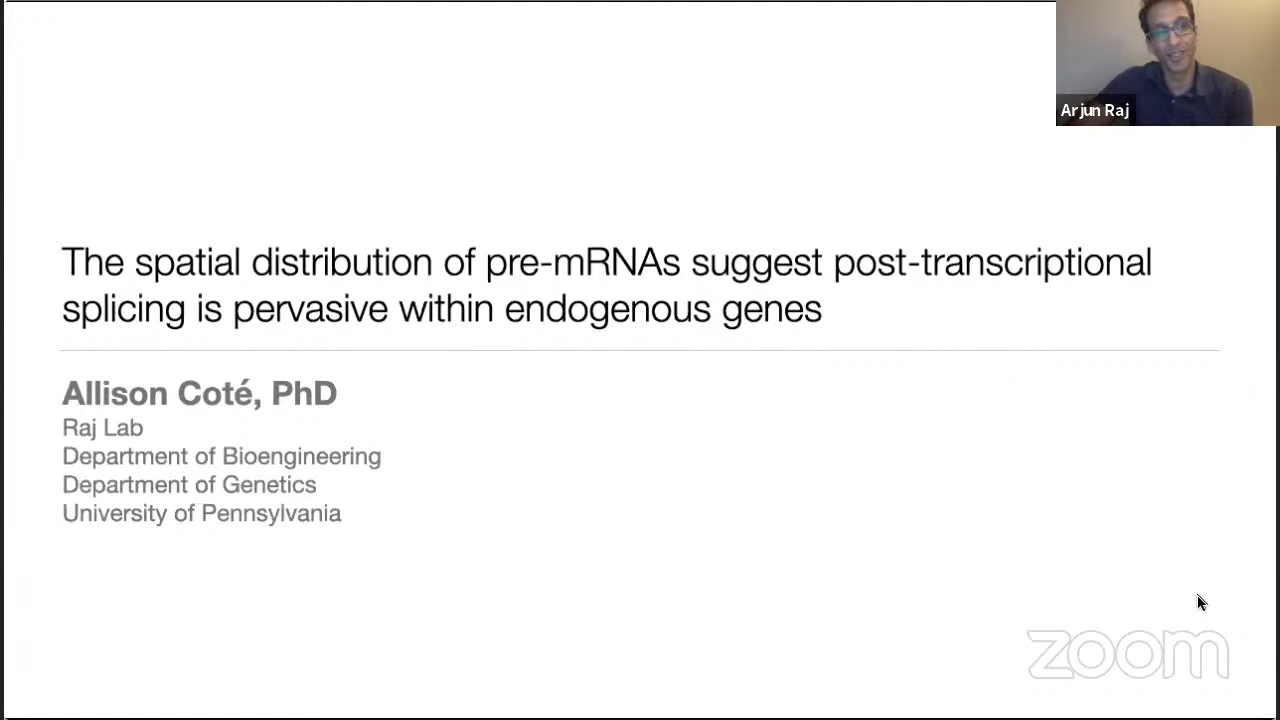 Arjun Raj
The spatial distribution of pre-mRNAs suggest post-transcriptional
splicing is pervasive within endogenous genes
Allison Coté, PhD
Raj Lab
Department of Bioengineering
Department of Genetics
University of Pennsylvania
zoom